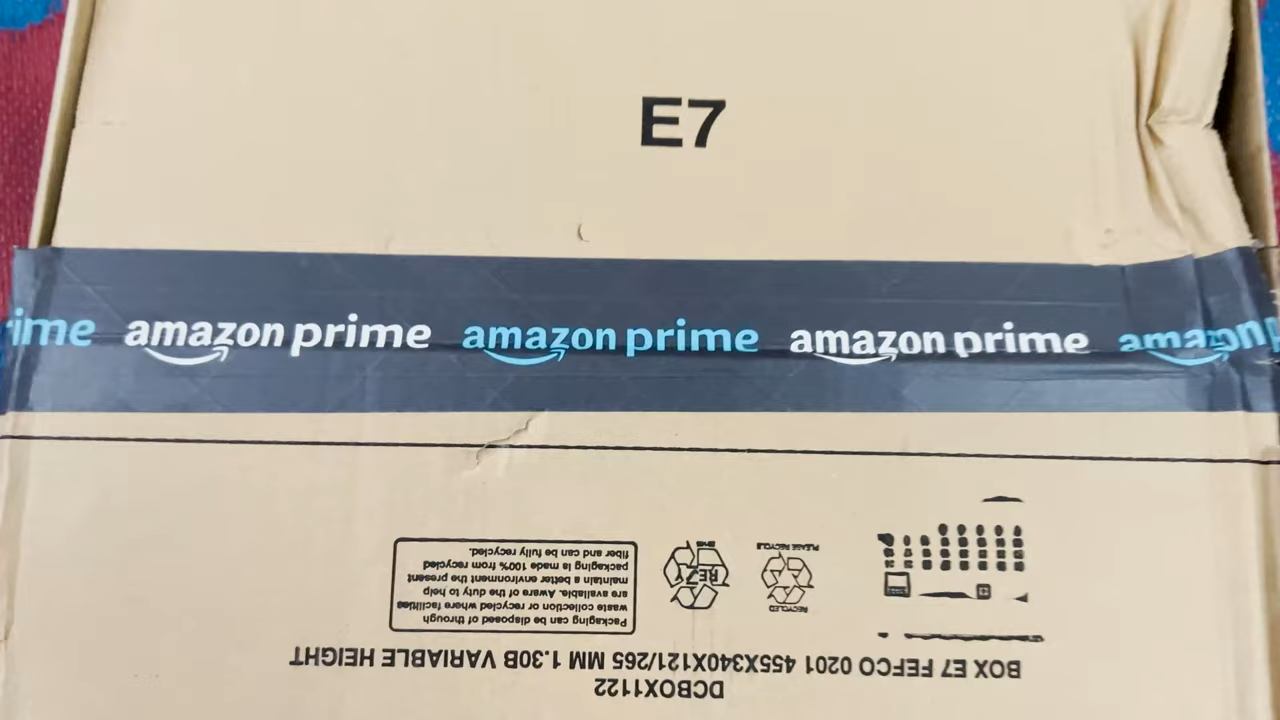 E7
ime amazon prime amazon prime amazon prime amazon p
Packaging can be disposed of through
waste collection or recycled where facilities
are available. Aware of the duty to help
maintain a better environment the present
packaging is made 100% from recycled
fiber and can be fully recycled.
RECYCLED
PLEASE RECYCLE
RESY
BOX E7 FEFCO 0201 455X340X121/265 MM 1.30B VARIABLE HEIGHT
DCBOX1122